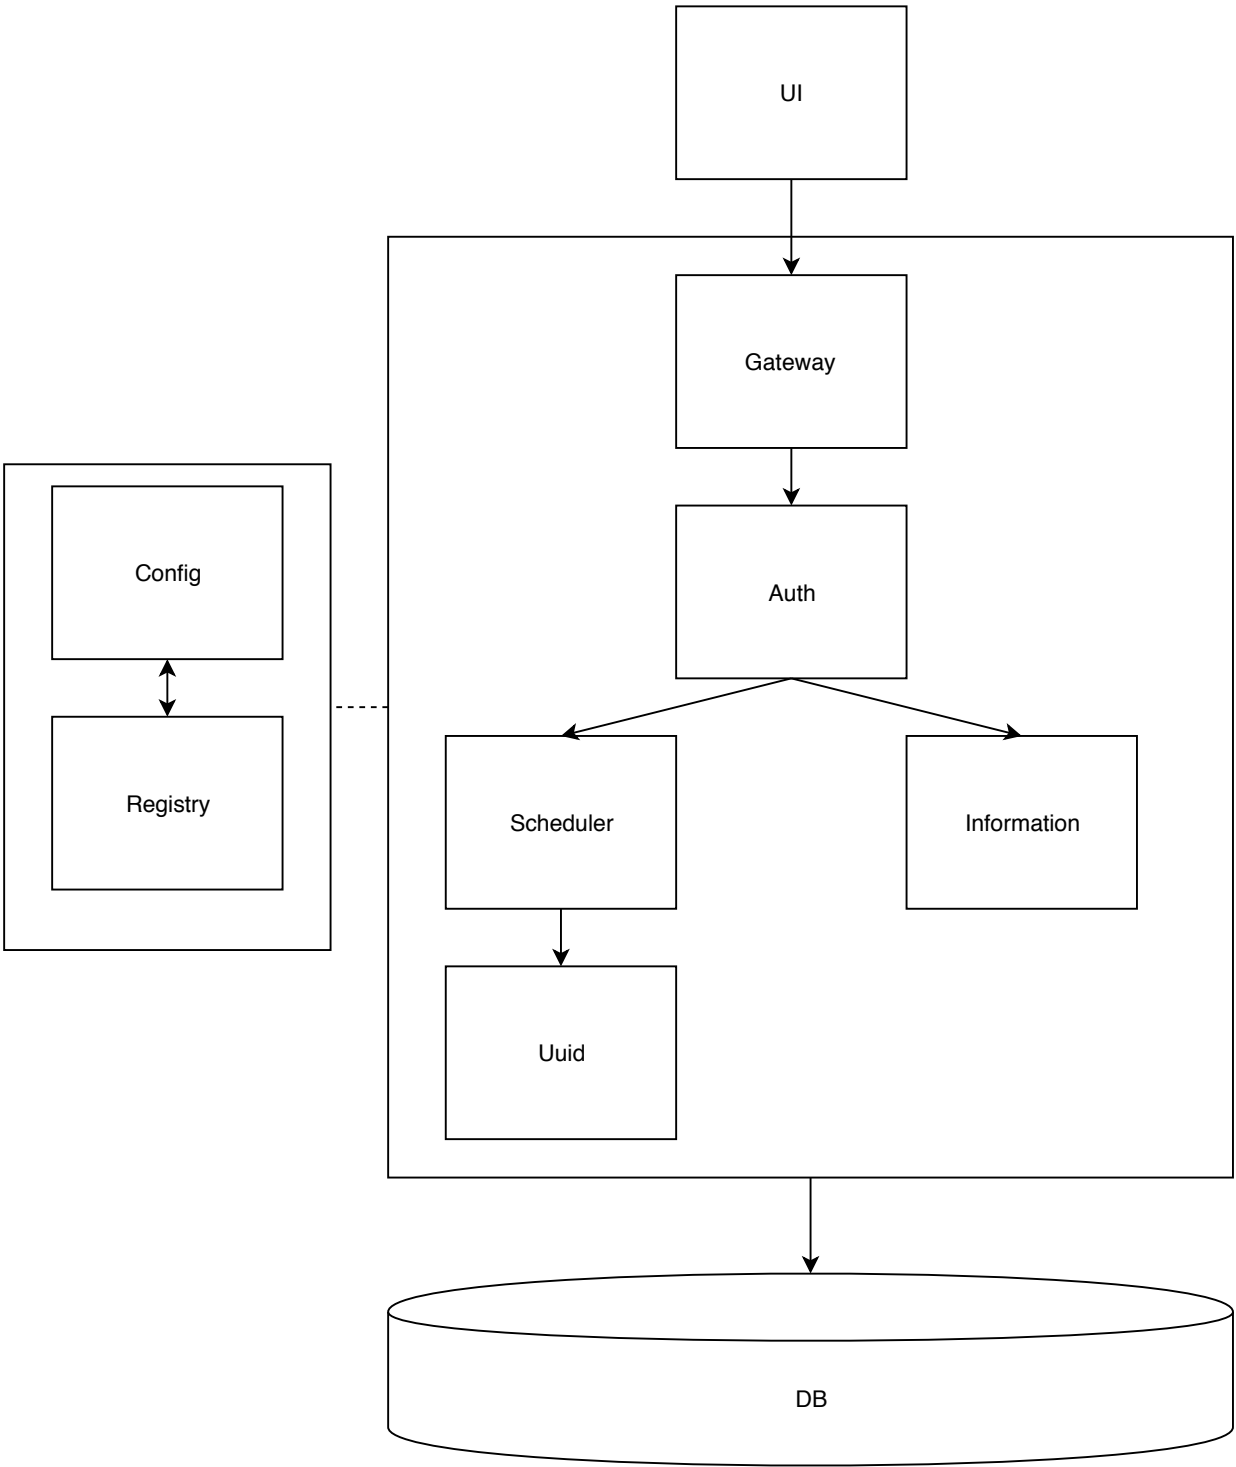 UI
Gateway
Config
Auth
Registry
Scheduler
Information
Uuid
DB